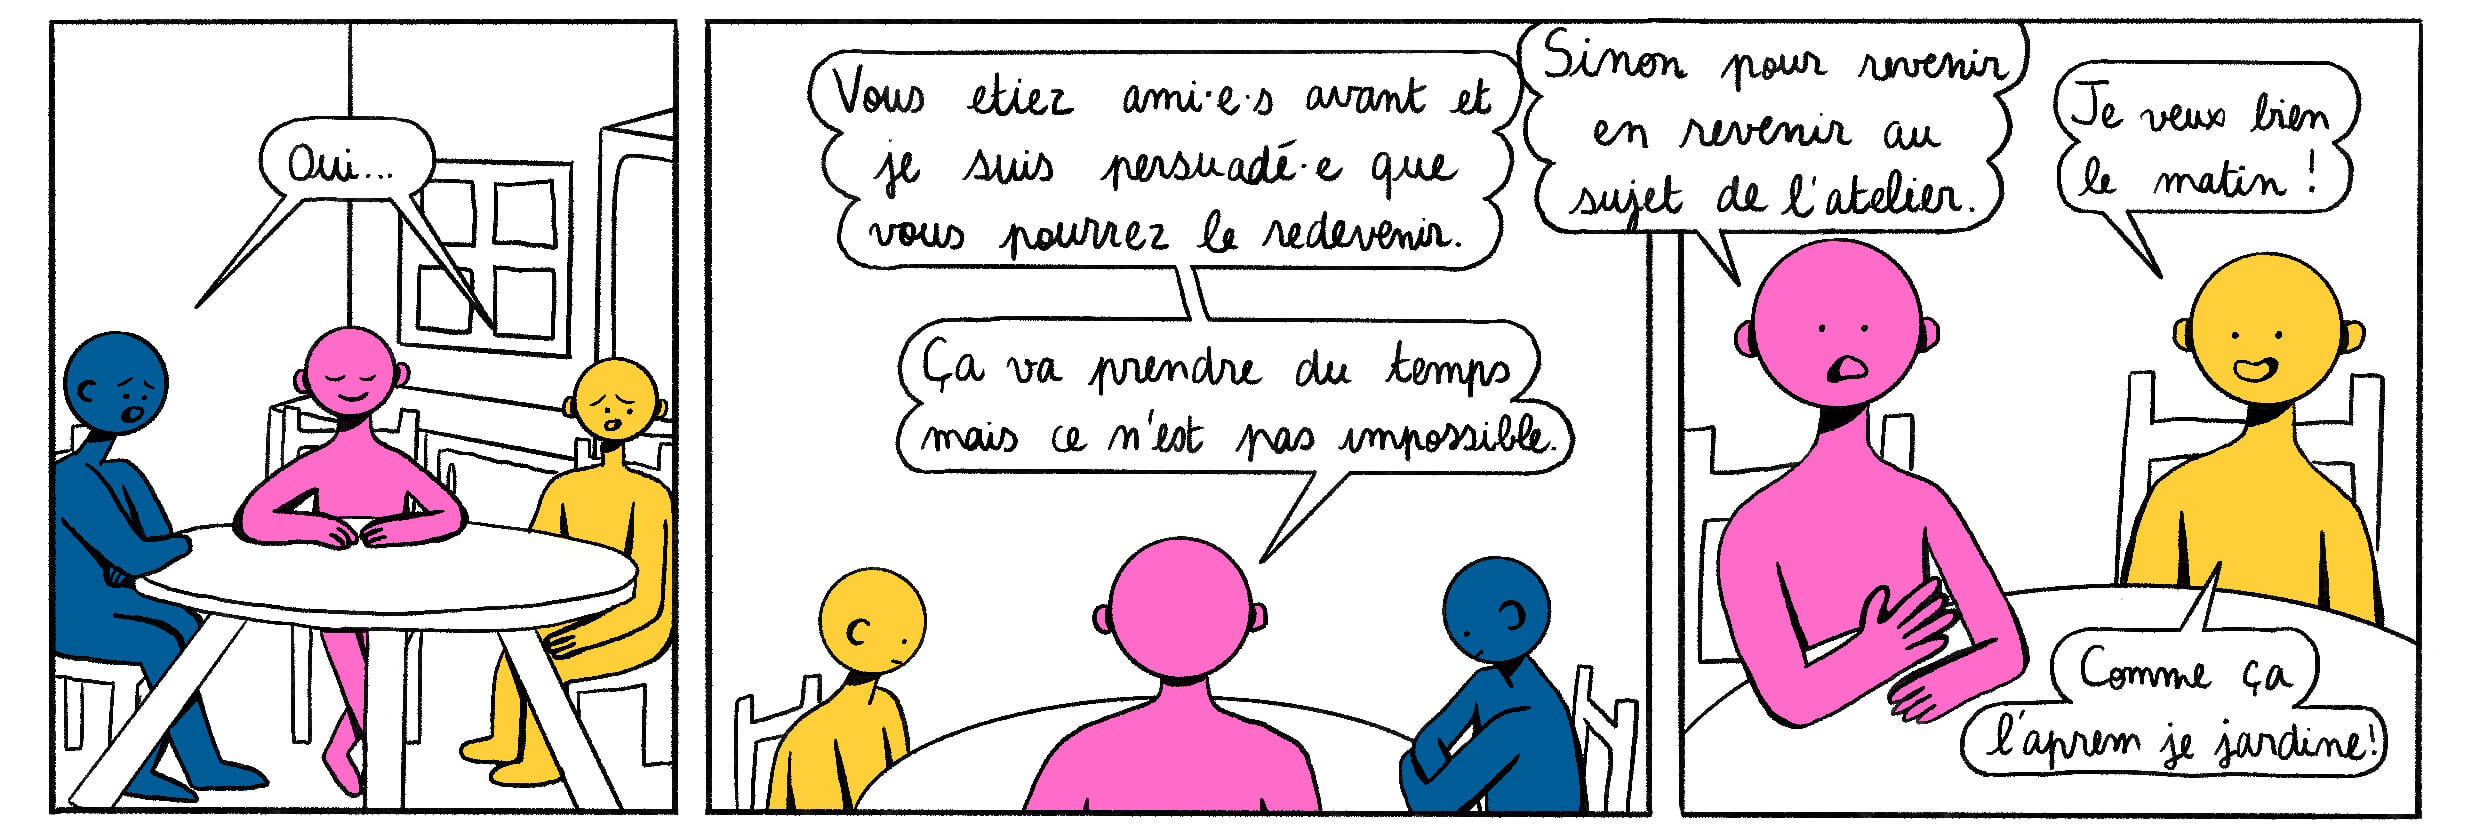 Oui...
Vous etiez ami·e·s avant et
je suis persuadé·e que
vous pourrez le redevenir.
Ça va prendre du temps
mais ce n'est pas impossible.
Sinon pour revenir
en revenir au
sujet de l'atelier.
Je veux bien
le matin !
Comme ça
l'aprem je jardine!